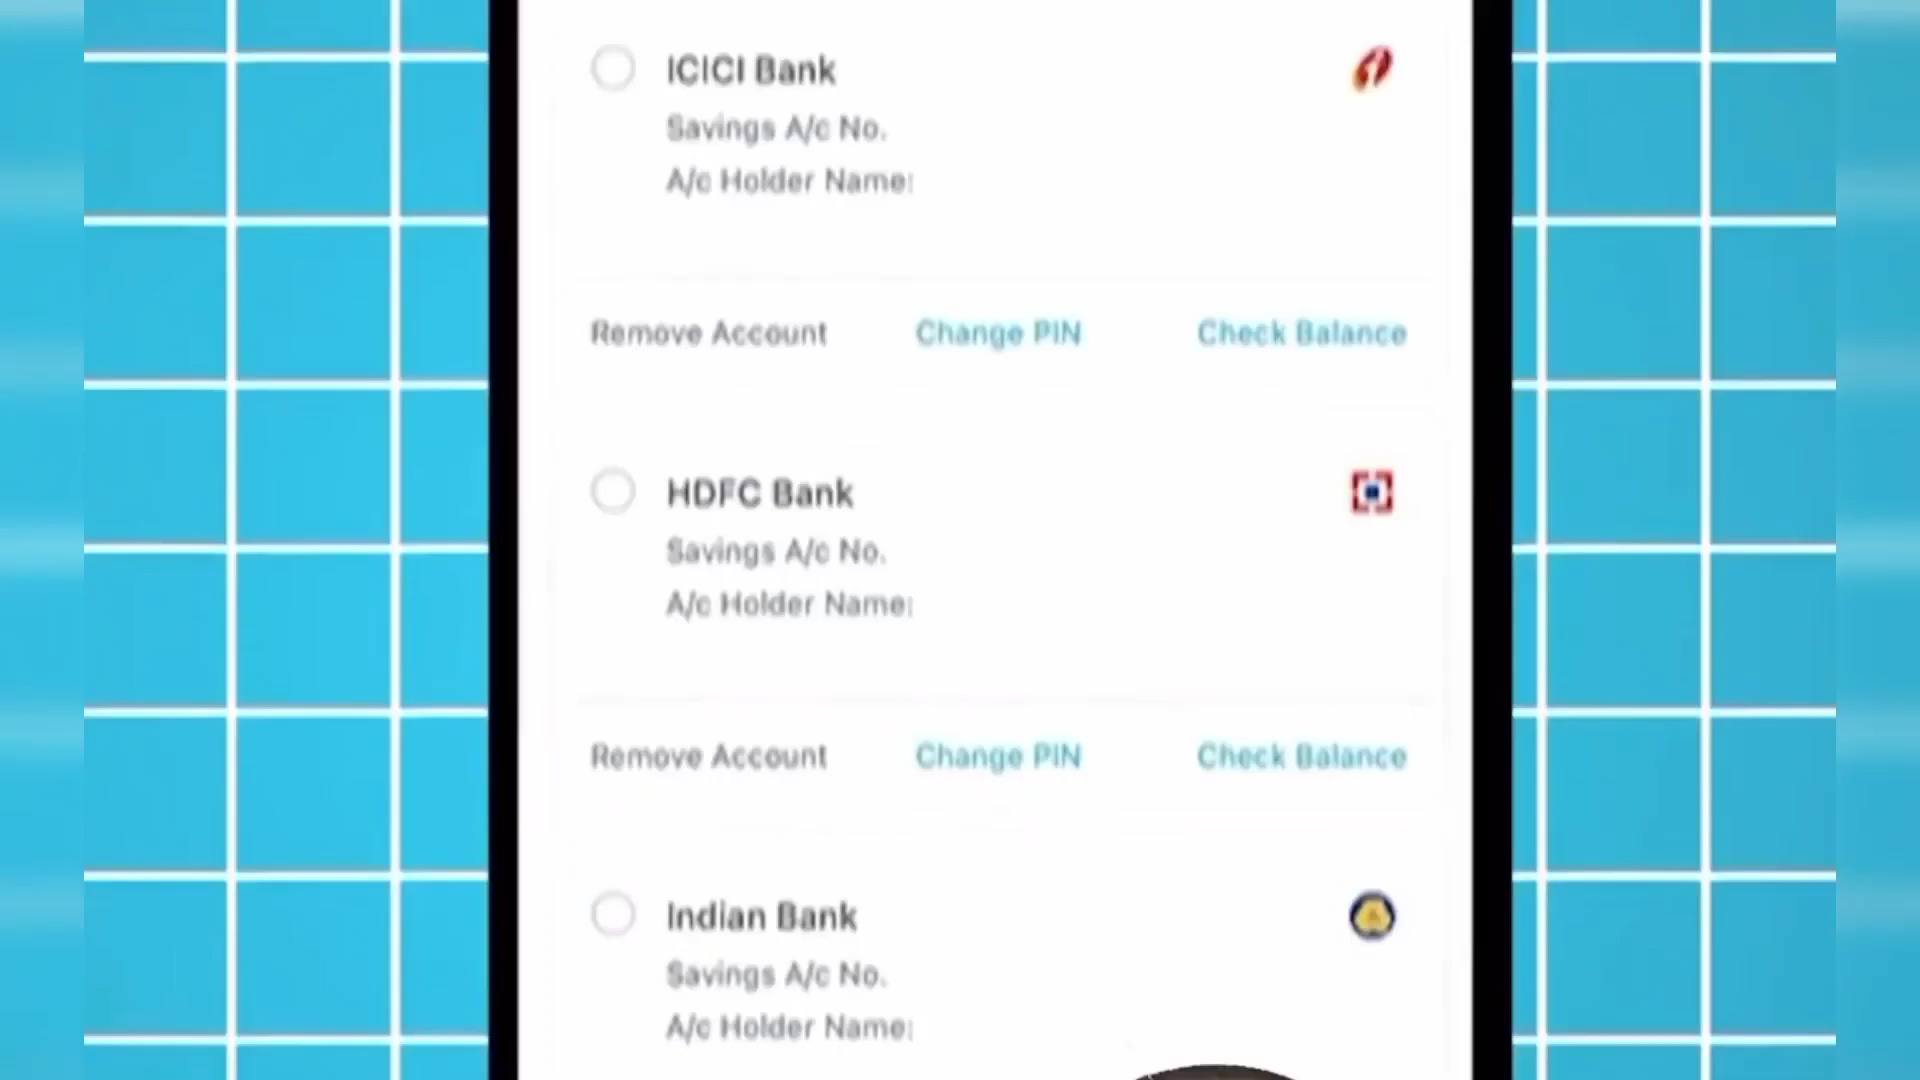 ICICI Bank
Savings A/c No.
A/c Holder Name:
Remove Account Change PIN Check Balance
HDFC Bank
Savings A/c No.
A/c Holder Name:
Remove Account Change PIN Check Balance
Indian Bank
Savings A/c No.
A/c Holder Name: